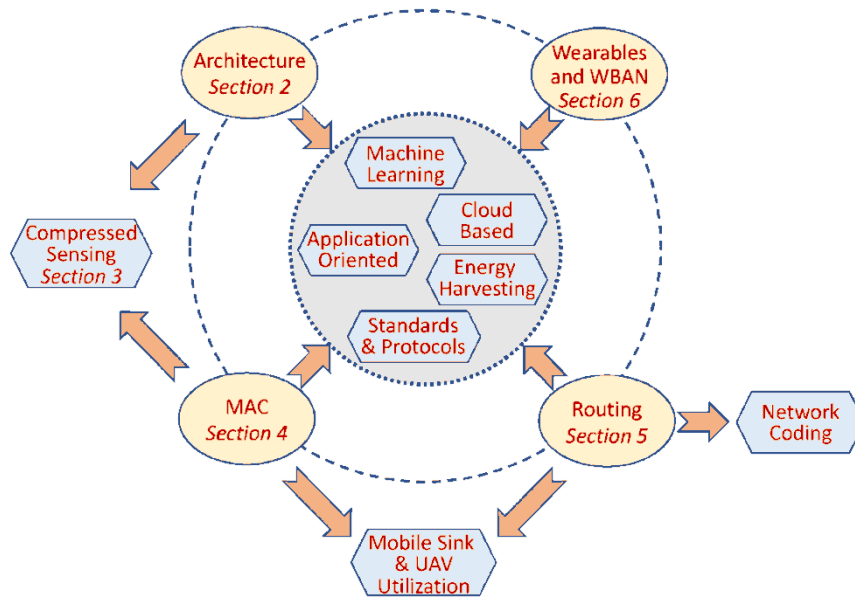 Architecture
Section 2
Wearables
and WBAN
Section 6
Machine
Learning
Cloud
Based
Application
Oriented
Energy
Harvesting
Standards
& Protocols
Compressed
Sensing
Section 3
MAC
Section 4
Routing
Section 5
Network
Coding
Mobile Sink
& UAV
Utilization